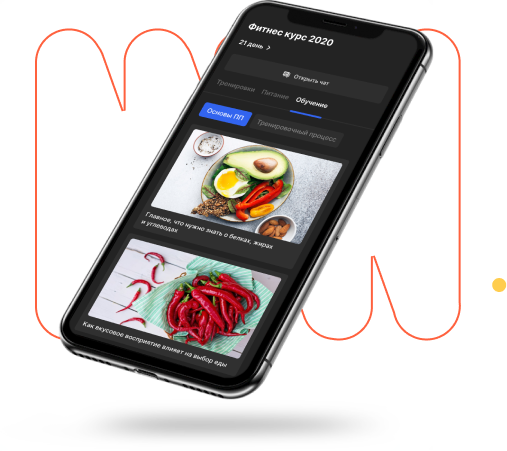 Фитнес курс 2020
21 день >
Открыть чат
Тренировки Питание Обучение
Основы ПП Тренировочный процесс
Главное, что нужно знать о белках, жирах
и углеводах
Как вкусовое восприятие влияет на выбор еды